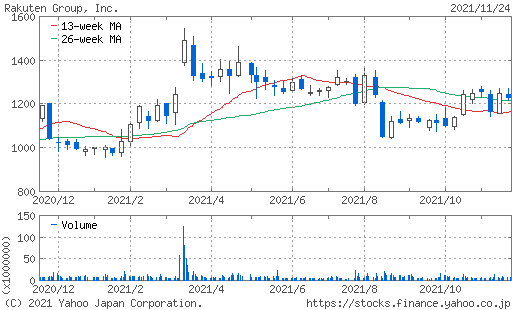 Rakuten Group, Inc. 2021/11/24
1600
13-week MA
26-week MA
1400
1200
1000
800
2020/12 2021/2 2021/4 2021/6 2021/8 2021/10
150
Volume
100
50
0
(x1000000)
2020/12 2021/2 2021/4 2021/6 2021/8 2021/10
(C) 2021 Yahoo Japan Corporation. https://stocks.finance.yahoo.co.jp/